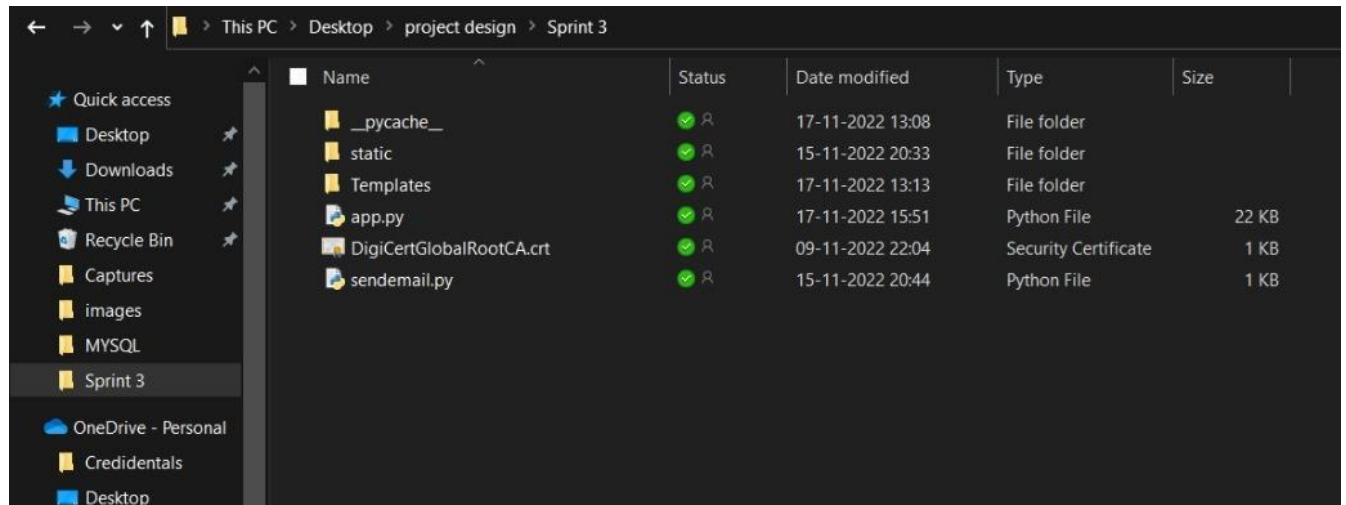 This PC > Desktop > project design > Sprint 3
Name Status Date modified Type Size
Quick access
Desktop
Downloads
This PC
Recycle Bin
Captures
images
MYSQL
Sprint 3
OneDrive - Personal
Credidentals
Desktop
__pycache__ 17-11-2022 13:08 File folder
static 15-11-2022 20:33 File folder
Templates 17-11-2022 13:13 File folder
app.py 17-11-2022 15:51 Python File 22 KB
DigiCertGlobalRootCA.crt 09-11-2022 22:04 Security Certificate 1 KB
sendemail.py 15-11-2022 20:44 Python File 1 KB